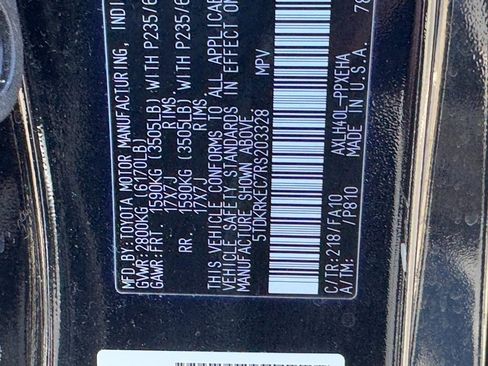 MFD.BY:TOYOTA MOTOR MANUFACTURING, INDI
GVWR:2800KG (6170LB)
GAWR:FRT. 1590KG (3505LB) WITH P235/6
17X7J RIMS
RR. 1590KG (3505LB) WITH P235/6
17X7J RIMS
THIS VEHICLE CONFORMS TO ALL APPLICAB
VEHICLE SAFETY STANDARDS IN EFFECT ON
MANUFACTURE SHOWN ABOVE.
5TDKRKEC7RS203328 MPV
C/TR:218/FA10 AXLH40L-PPXEHA
A/TM: /P810 MADE IN U.S.A. 78